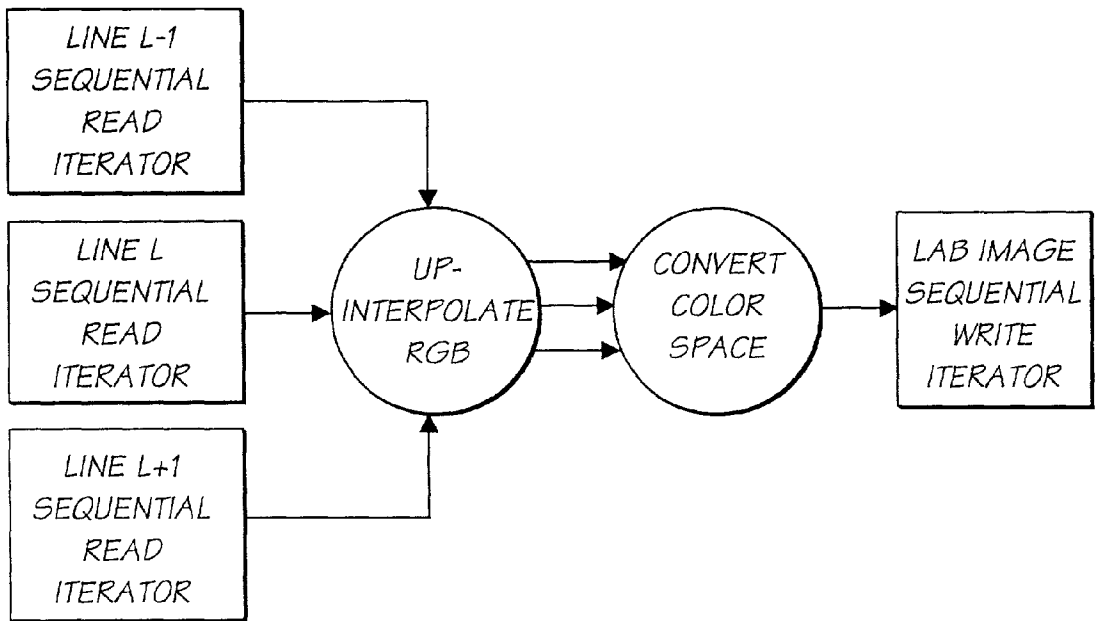 LINE L-1
SEQUENTIAL
READ
ITERATOR
LINE L
SEQUENTIAL
READ
ITERATOR
LINE L+1
SEQUENTIAL
READ
ITERATOR
UP-
INTERPOLATE
RGB
CONVERT
COLOR
SPACE
LAB IMAGE
SEQUENTIAL
WRITE
ITERATOR